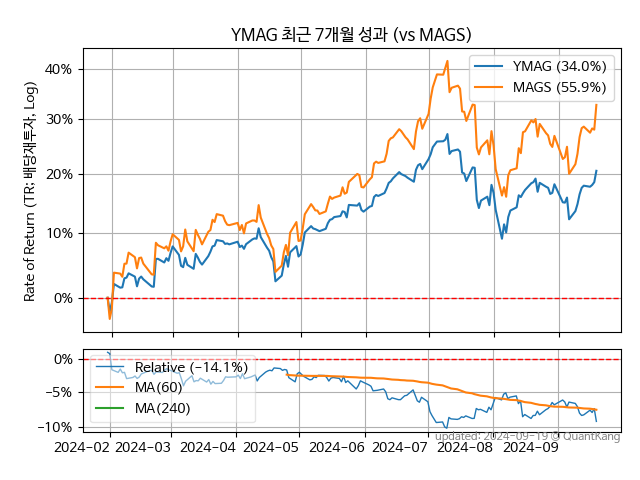 YMAG 최근 7개월 성과 (vs MAGS)
Rate of Return (TR: 배당재투자, Log)
40%
30%
20%
10%
0%
YMAG (34.0%)
MAGS (55.9%)
0%
−5%
−10%
Relative (−14.1%)
MA(60)
MA(240)
2024−02 2024−03 2024−04 2024−05 2024−06 2024−07 2024−08 2024−09
updated: 2024−09−19 © QuantKang